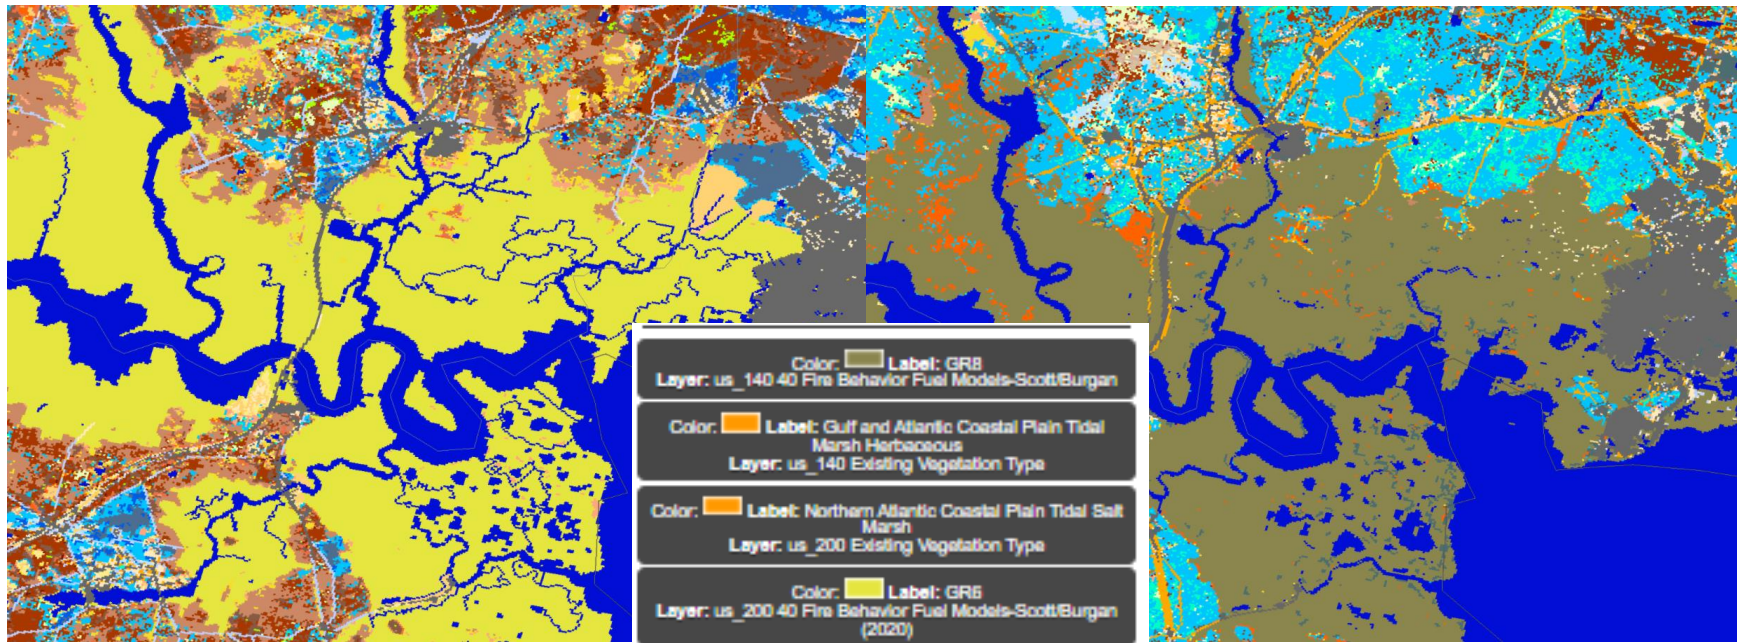 Color: Label: GR8
Layer: us_140 40 Fire Behavior Fuel Models-Scott/Burgan
Color: Label: Gulf and Atlantic Coastal Plain Tidal
Marsh Herbaceous
Layer: us_140 Existing Vegetation Type
Color: Label: Northern Atlantic Coastal Plain Tidal Salt
Marsh
Layer: us_200 Existing Vegetation Type
Color: Label: GR6
Layer: us_200 40 Fire Behavior Fuel Models-Scott/Burgan
(2020)